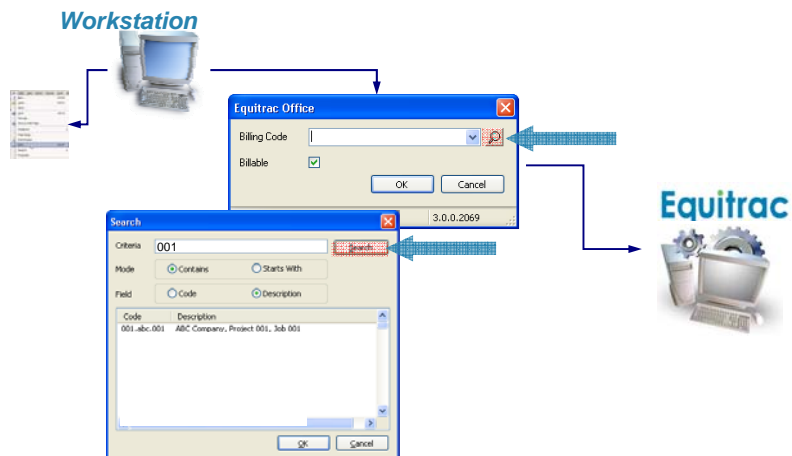 Workstation
Equitrac Office
Billing Code
Billable
OK Cancel
3.0.0.2069
Equitrac
Search
Criteria 001 Search
Mode Contains Starts With
Field Code Description
Code Description
001.abc.001 ABC Company, Project 001, Job 001
OK Cancel